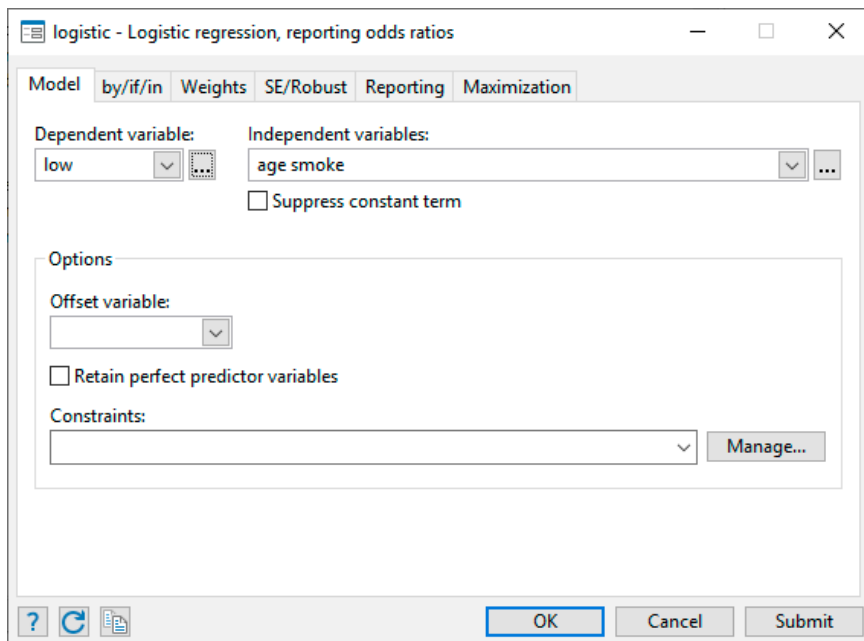 logistic - Logistic regression, reporting odds ratios
Model by/if/in Weights SE/Robust Reporting Maximization
Dependent variable: Independent variables:
low ... age smoke ...
Suppress constant term
Options
Offset variable:
Retain perfect predictor variables
Constraints:
Manage...
? OK Cancel Submit